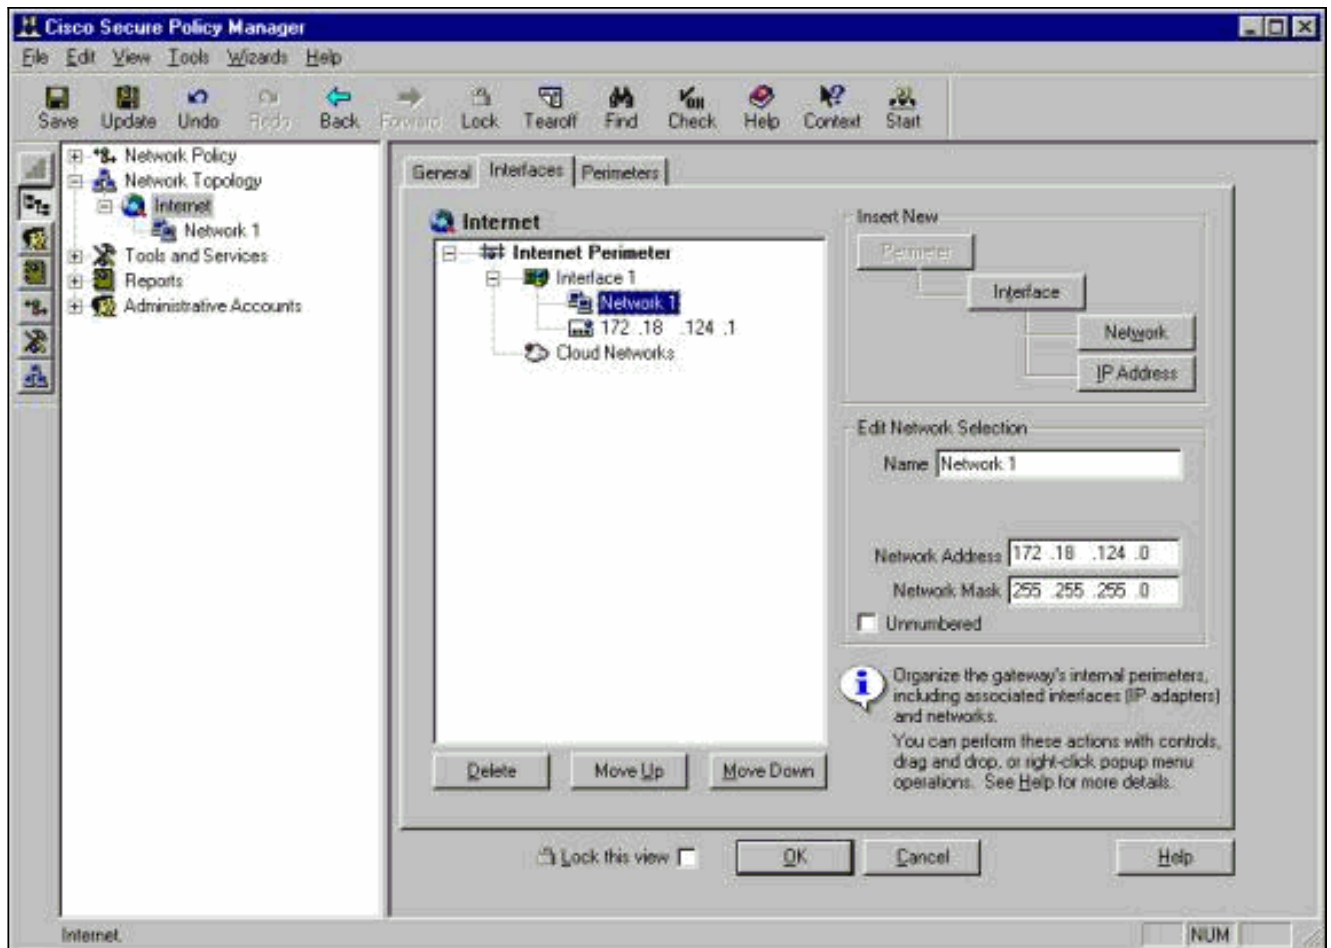 Cisco Secure Policy Manager
File Edit View Tools Wizards Help
Save Update Undo Redo Back Forward Lock Tearoff Find Check Help Context Start
Network Policy
Network Topology
Internet
Network 1
Tools and Services
Reports
Administrative Accounts
General Interfaces Perimeters
Internet
Internet Perimeter
Interface 1
Network 1
172 .18 .124 .1
Cloud Networks
Delete Move Up Move Down
Insert New
Perimeter
Interface
Network
IP Address
Edit Network Selection
Name Network 1
Network Address 172 .18 .124 .0
Network Mask 255 .255 .255 .0
Unnumbered
Organize the gateway's internal perimeters,
including associated interfaces (IP adapters)
and networks.
You can perform these actions with controls,
drag and drop, or right-click popup menu
operations. See Help for more details.
Lock this view OK Cancel Help
Internet. NUM